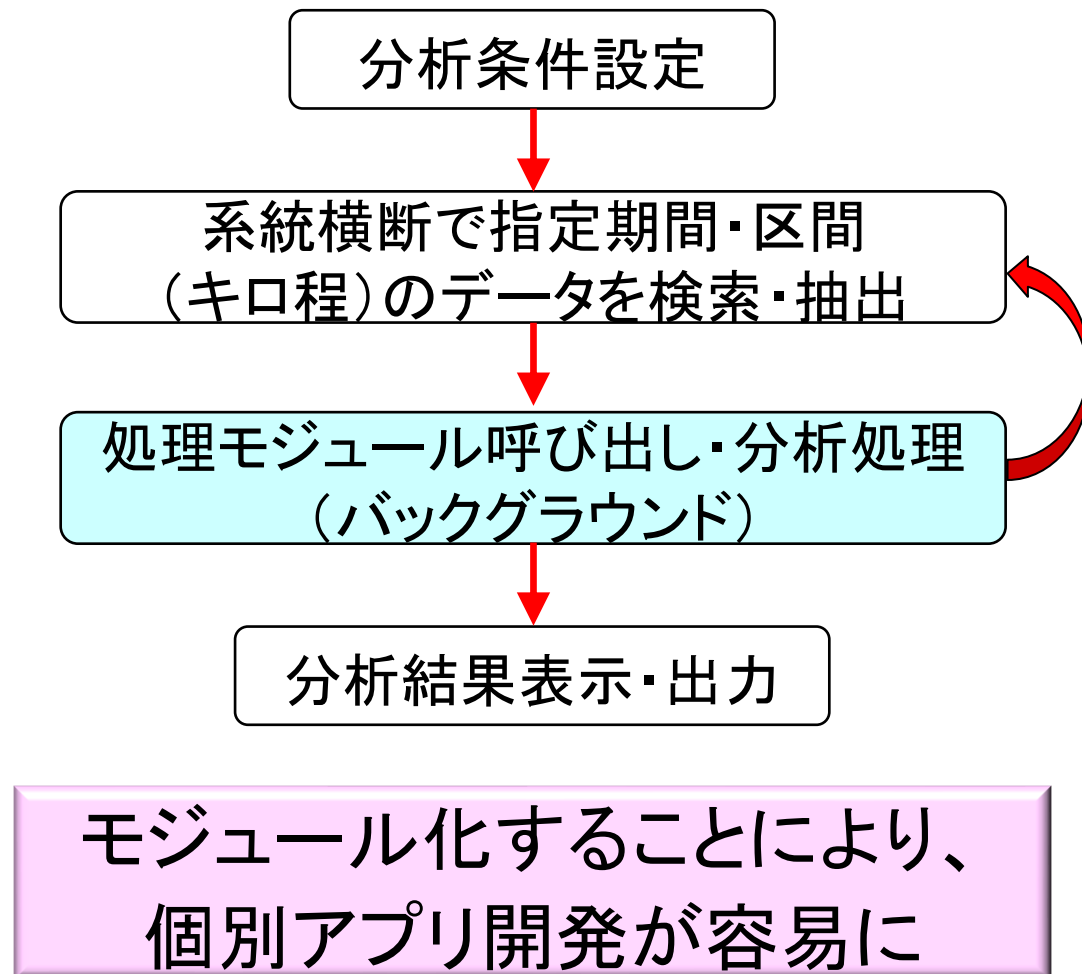 分析条件設定
系統横断で指定期間・区間
（キロ程）のデータを検索・抽出
処理モジュール呼び出し・分析処理
（バックグラウンド）
分析結果表示・出力
モジュール化することにより、
個別アプリ開発が容易に